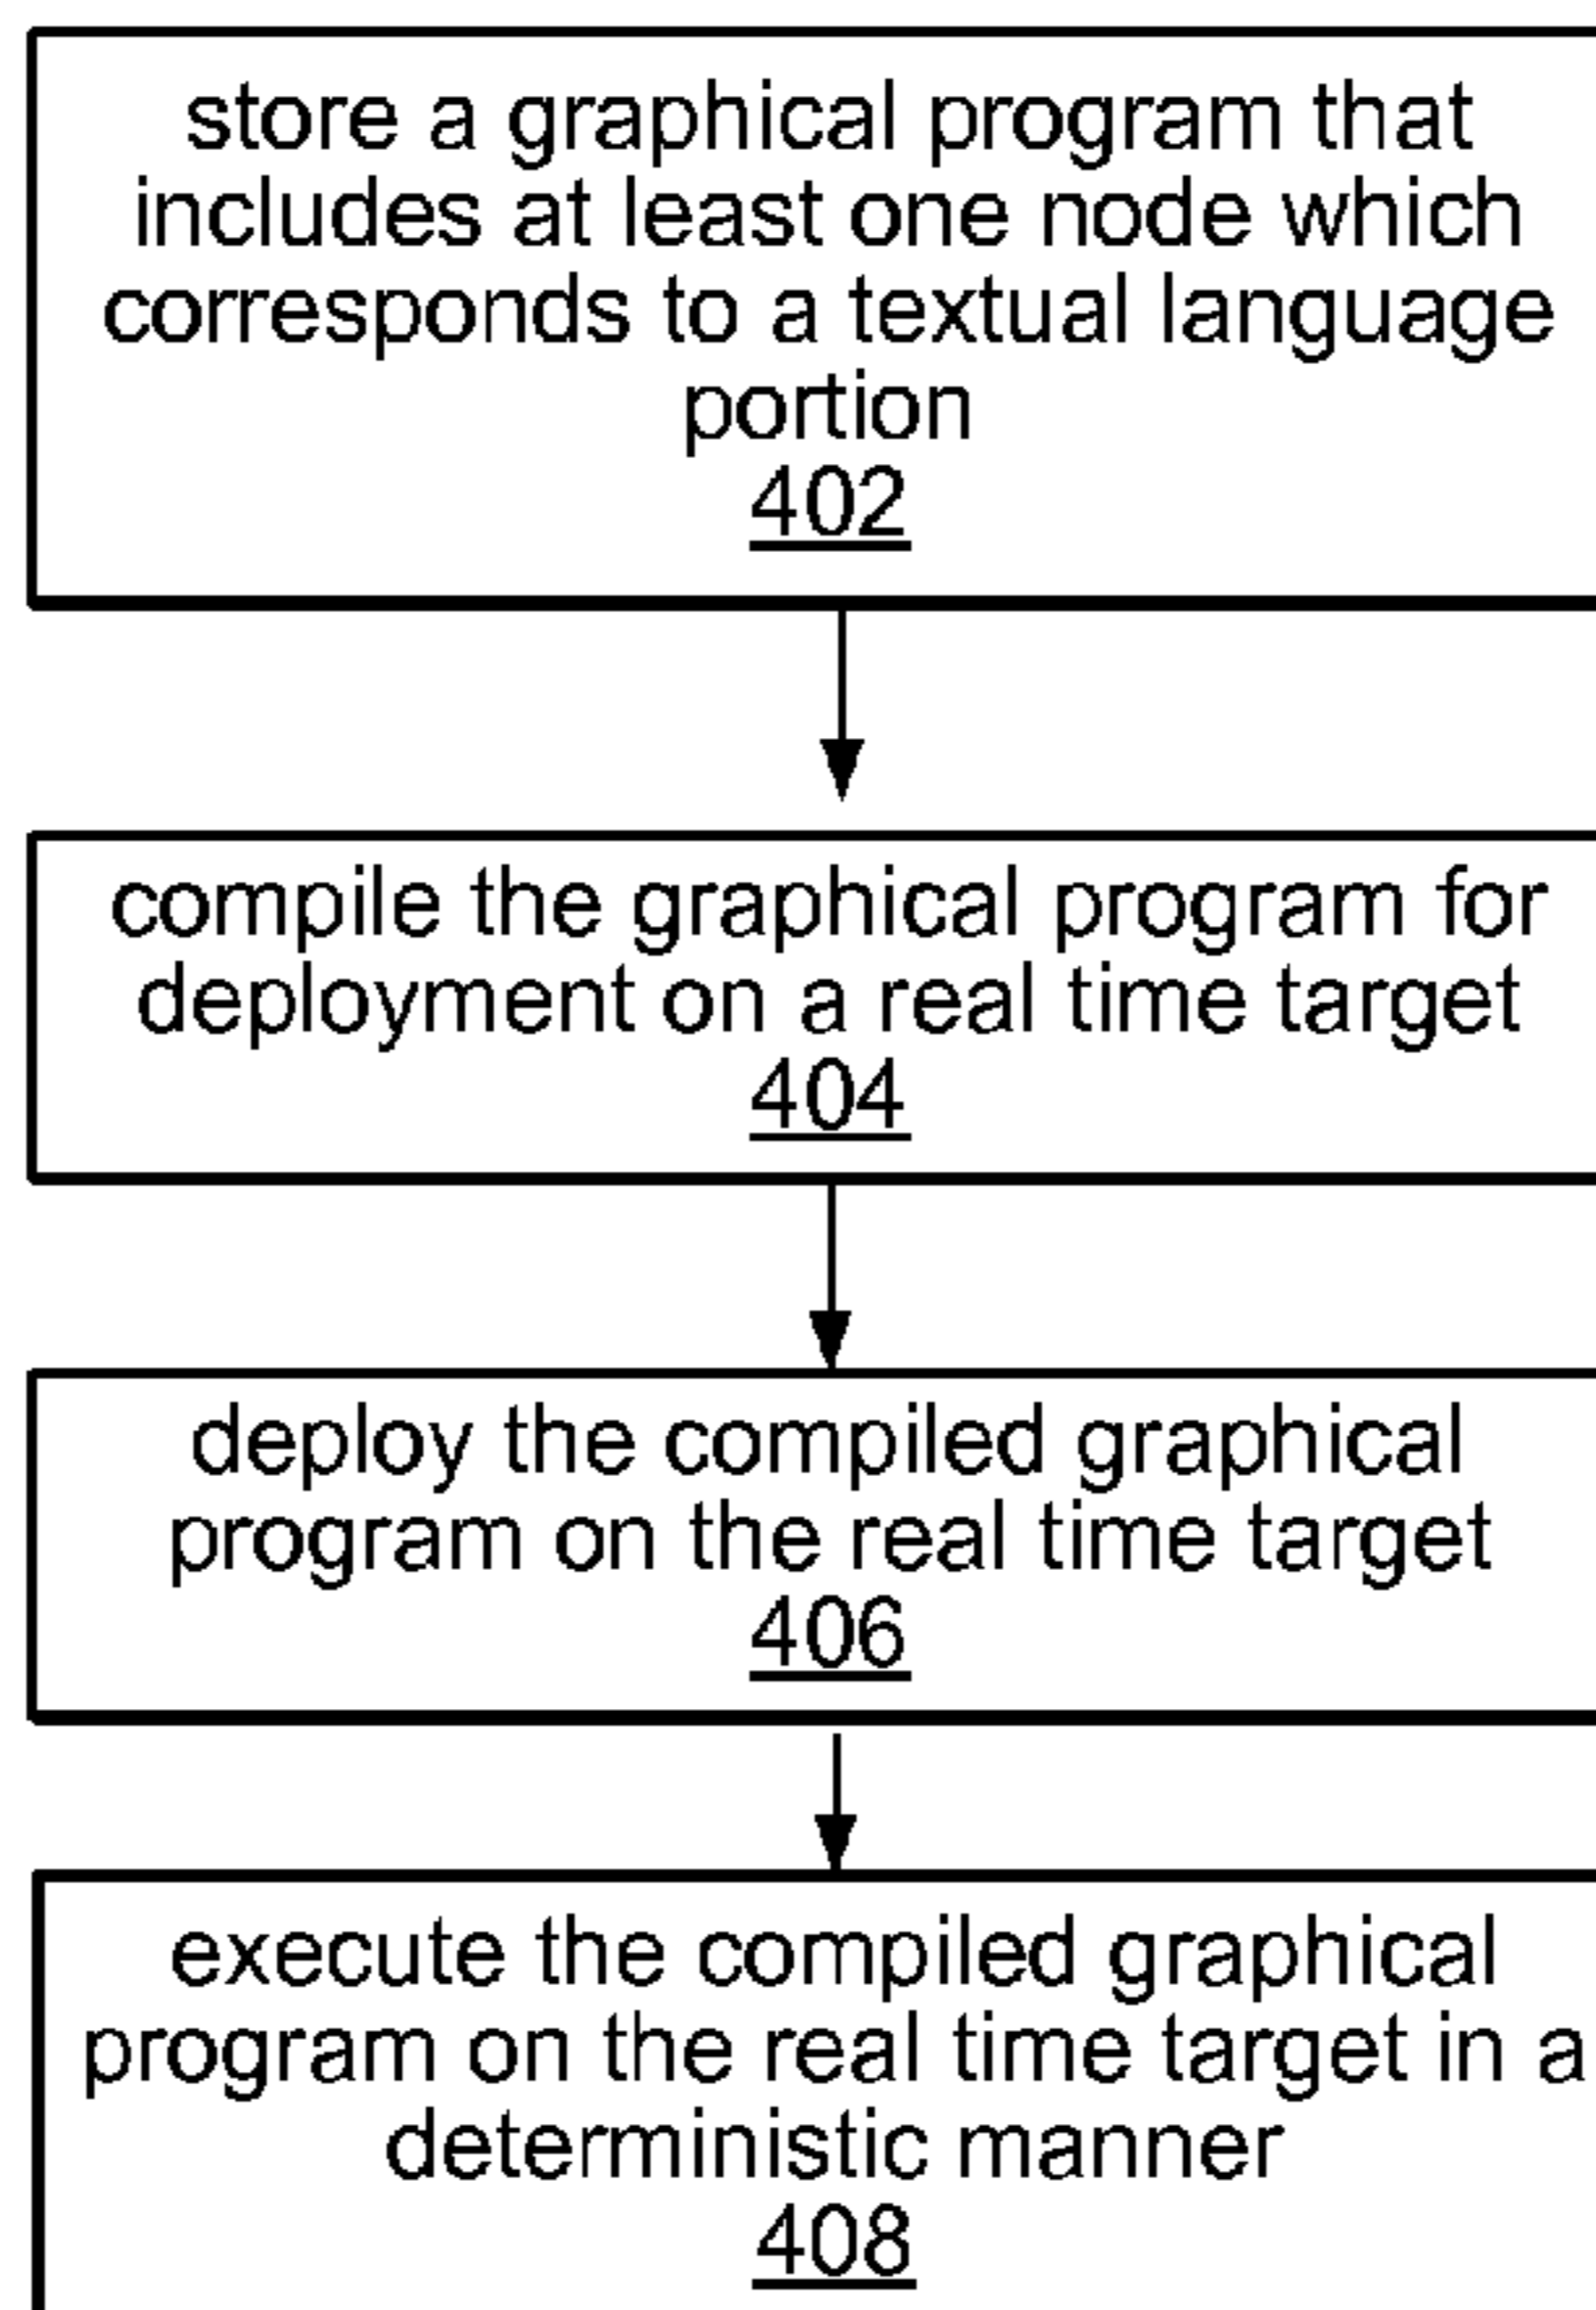 store a graphical program that
includes at least one node which
corresponds to a textual language
portion
402
compile the graphical program for
deployment on a real time target
404
deploy the compiled graphical
program on the real time target
406
execute the compiled graphical
program on the real time target in a
deterministic manner
408